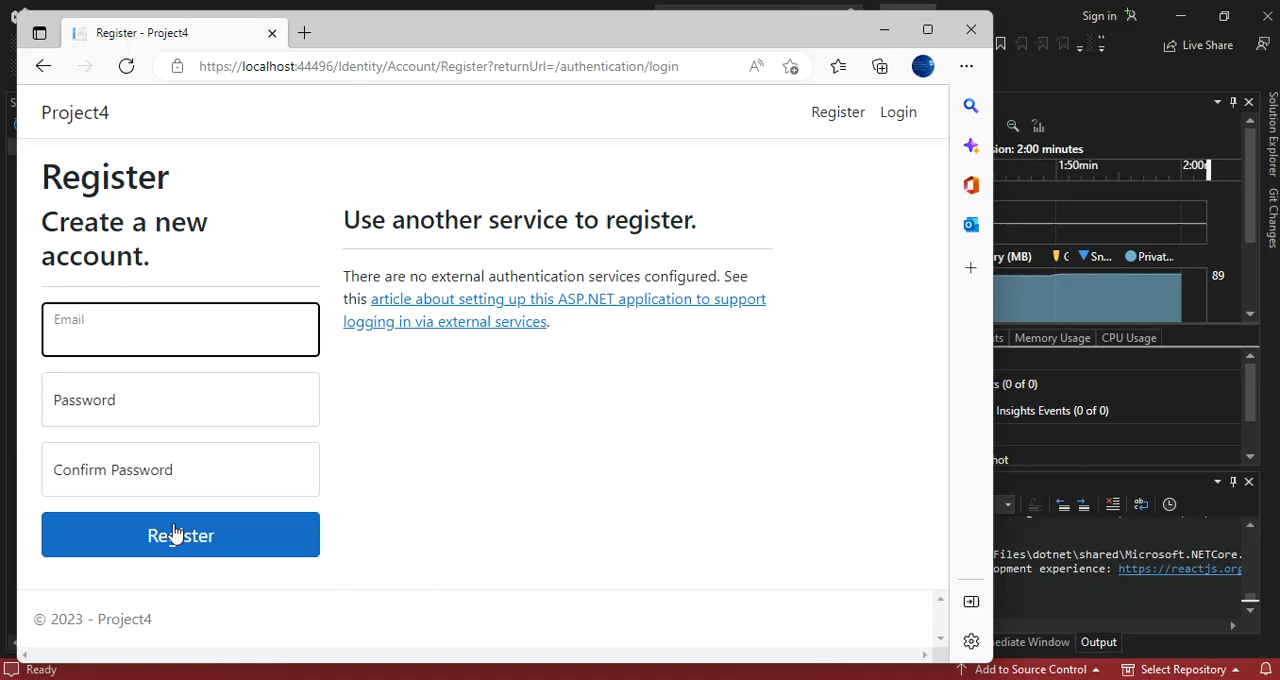 Register - Project4
Sign in
https://localhost:44496/Identity/Account/Register?returnUrl=/authentication/login
Live Share
Project4
Register Login
Solution Explorer
Git Changes
sion: 2:00 minutes
1:50min
2:00
Register
Create a new
account.
Use another service to register.
There are no external authentication services configured. See
this article about setting up this ASP.NET application to support
logging in via external services.
ry (MB)
Sn...
Privat...
89
Email
Password
Confirm Password
Register
nts Memory Usage CPU Usage
s (0 of 0)
Insights Events (0 of 0)
hot
Files\dotnet\shared\Microsoft.NETCore.
opment experience: https://reactjs.org
© 2023 - Project4
ediate Window Output
Ready
Add to Source Control
Select Repository